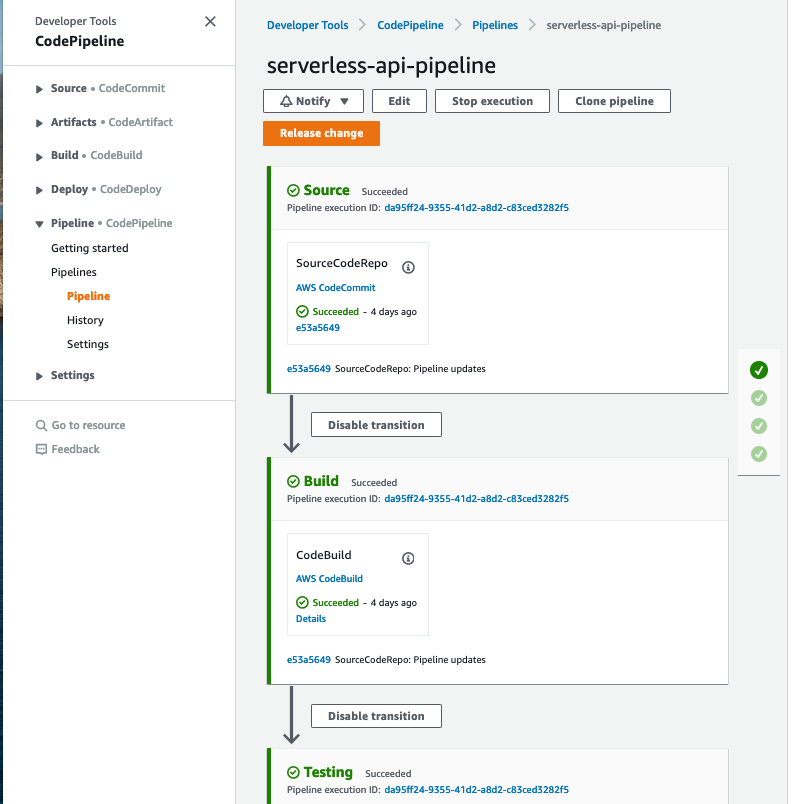 Developer Tools
CodePipeline
Source • CodeCommit
Artifacts • CodeArtifact
Build • CodeBuild
Deploy • CodeDeploy
Pipeline • CodePipeline
Getting started
Pipelines
Pipeline
History
Settings
Settings
Go to resource
Feedback
Developer Tools > CodePipeline > Pipelines > serverless-api-pipeline
serverless-api-pipeline
Notify
Edit
Stop execution
Clone pipeline
Release change
Source Succeeded
Pipeline execution ID: da95ff24-9355-41d2-a8d2-c83ced3282f5
SourceCodeRepo
AWS CodeCommit
Succeeded - 4 days ago
e53a5649
e53a5649 SourceCodeRepo: Pipeline updates
Disable transition
Build Succeeded
Pipeline execution ID: da95ff24-9355-41d2-a8d2-c83ced3282f5
CodeBuild
AWS CodeBuild
Succeeded - 4 days ago
Details
e53a5649 SourceCodeRepo: Pipeline updates
Disable transition
Testing Succeeded
Pipeline execution ID: da95ff24-9355-41d2-a8d2-c83ced3282f5